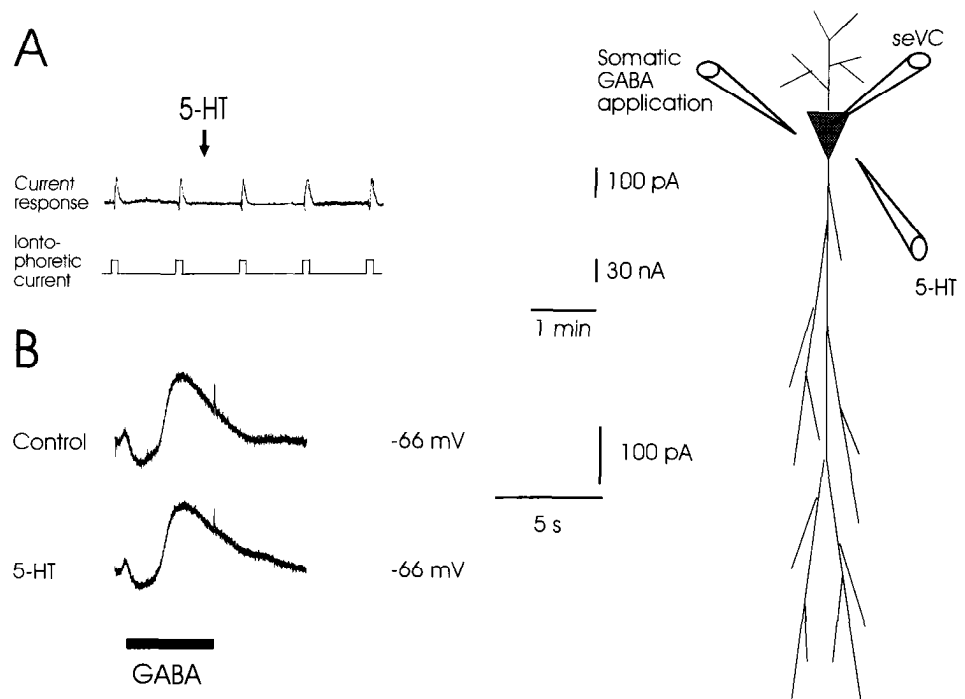 A
5-HT
Current
response
Ionto-
phoretic
current
100 pA
30 nA
1 min
Somatic
GABA
application
seVC
5-HT
B
Control
-66 mV
100 pA
5 s
5-HT
-66 mV
GABA